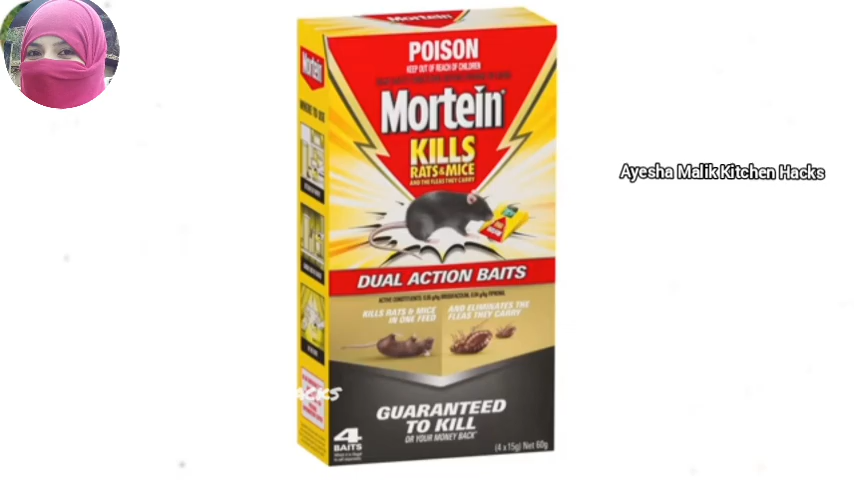 Mortein
POISON
KEEP OUT OF REACH OF CHILDREN
Mortein
KILLS
RATS & MICE
AND THE FLEAS THEY CARRY
DUAL ACTION BAITS
KILLS RATS & MICE
IN ONE FEED
AND ELIMINATES THE
FLEAS THEY CARRY
GUARANTEED
TO KILL
OR YOUR MONEY BACK*
4
BAITS
(4 x 15g) Net 60g
Mortein
Ayesha Malik Kitchen Hacks